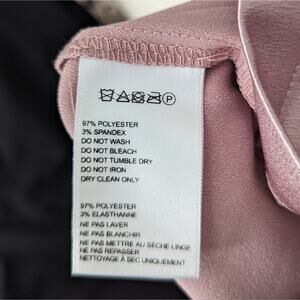 P
97% POLYESTER
3% SPANDEX
DO NOT WASH
DO NOT BLEACH
DO NOT TUMBLE DRY
DO NOT IRON
DRY CLEAN ONLY
97% POLYESTER
3% ELASTHANNE
NE PAS LAVER
NE PAS BLANCHIR
NE PAS METTRE AU SECHE-LINGE
NE PAS REPASSER
NETTOYAGE À SEC UNIQUEMENT